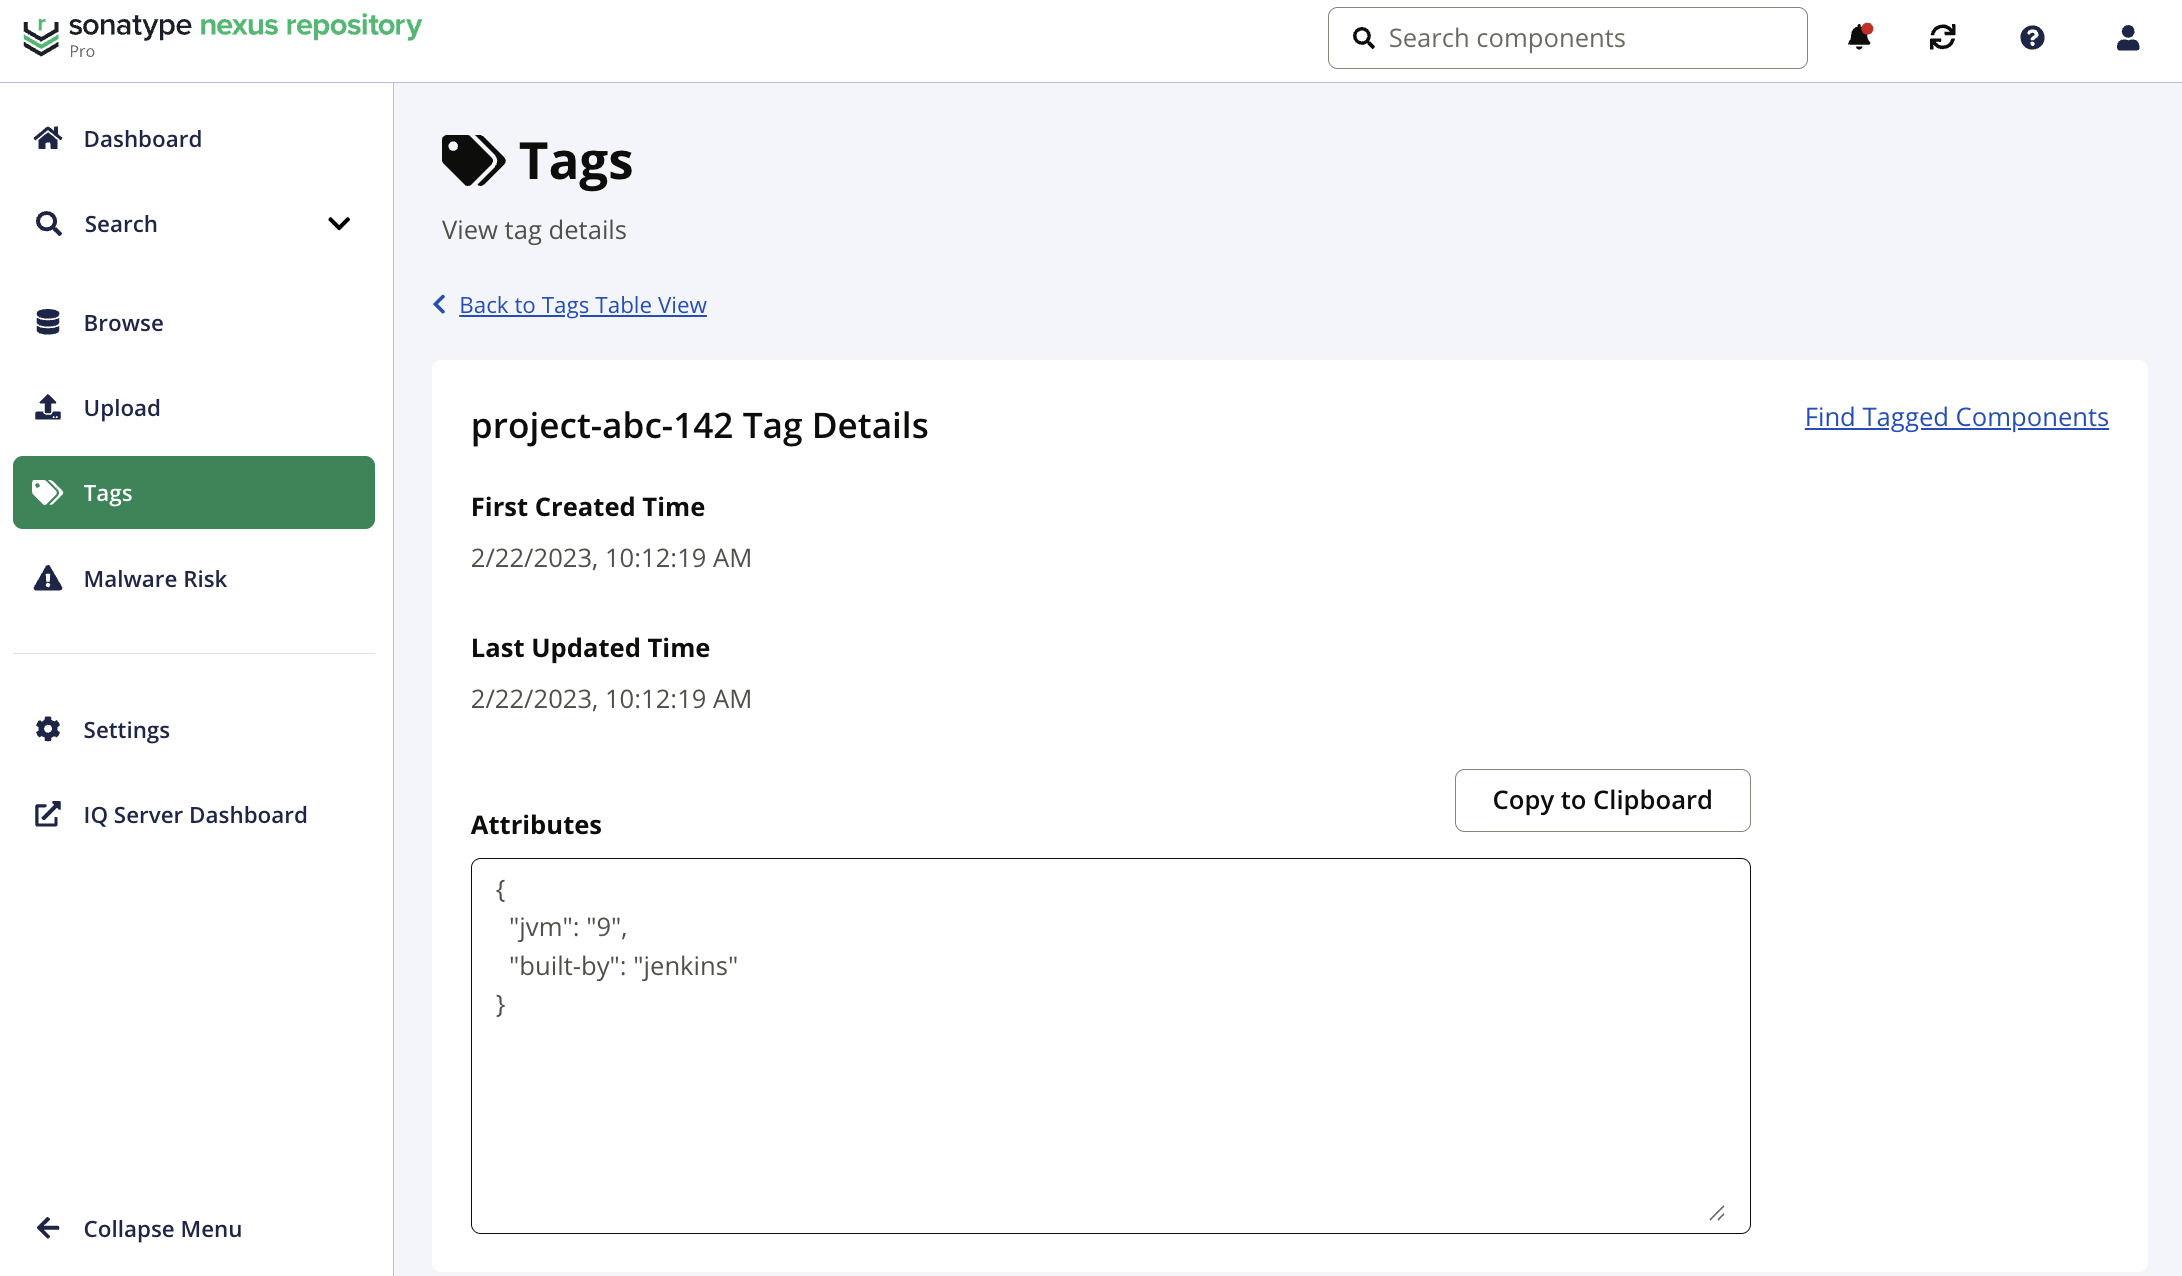 sonatype nexus repository
Pro
Search components
Dashboard
Search
Browse
Upload
Tags
Malware Risk
Settings
IQ Server Dashboard
Collapse Menu
Tags
View tag details
Back to Tags Table View
project-abc-142 Tag Details
Find Tagged Components
First Created Time
2/22/2023, 10:12:19 AM
Last Updated Time
2/22/2023, 10:12:19 AM
Copy to Clipboard
Attributes
{
"jvm": "9",
"built-by": "jenkins"
}